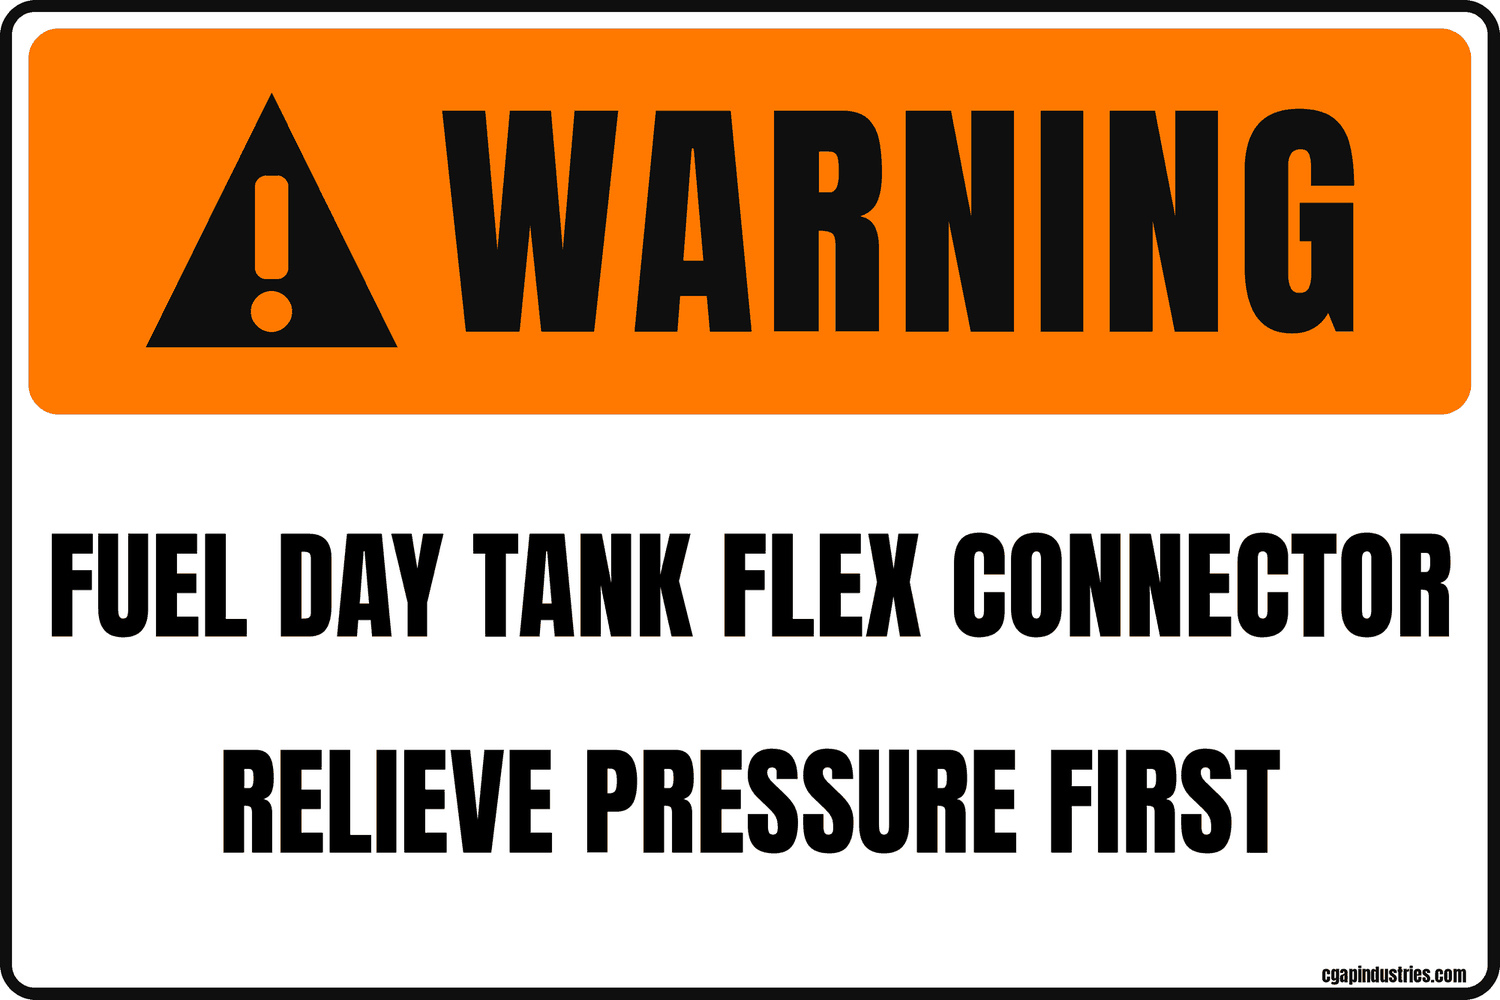 WARNING
FUEL DAY TANK FLEX CONNECTOR
RELIEVE PRESSURE FIRST
cgapindustries.com